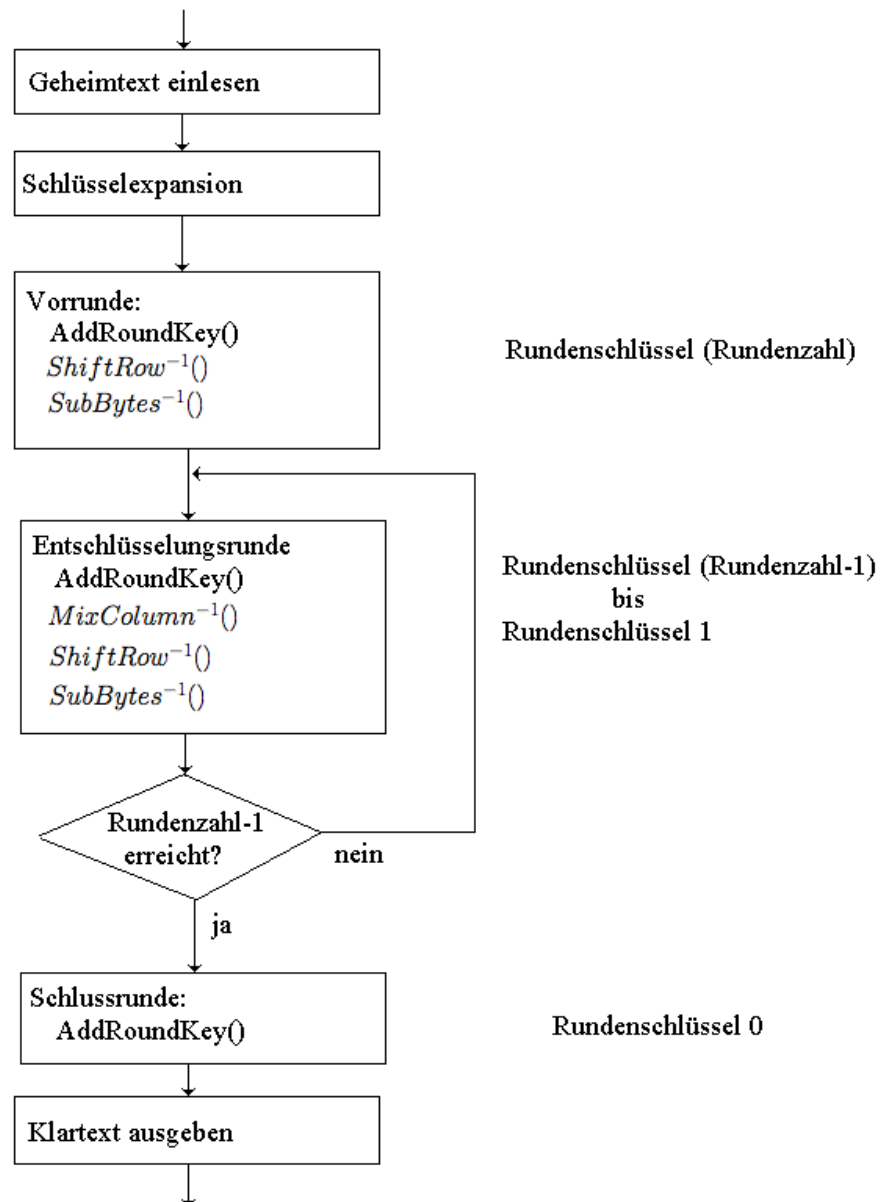 Geheimtext einlesen
Schlüsselexpansion
Vorrunde:
AddRoundKey()
ShiftRow⁻¹()
SubBytes⁻¹()
Rundenschlüssel (Rundenzahl)
Entschlüsselungsrunde
AddRoundKey()
MixColumn⁻¹()
ShiftRow⁻¹()
SubBytes⁻¹()
Rundenschlüssel (Rundenzahl-1)
bis
Rundenschlüssel 1
Rundenzahl-1
erreicht?
nein
ja
Schlussrunde:
AddRoundKey()
Rundenschlüssel 0
Klartext ausgeben